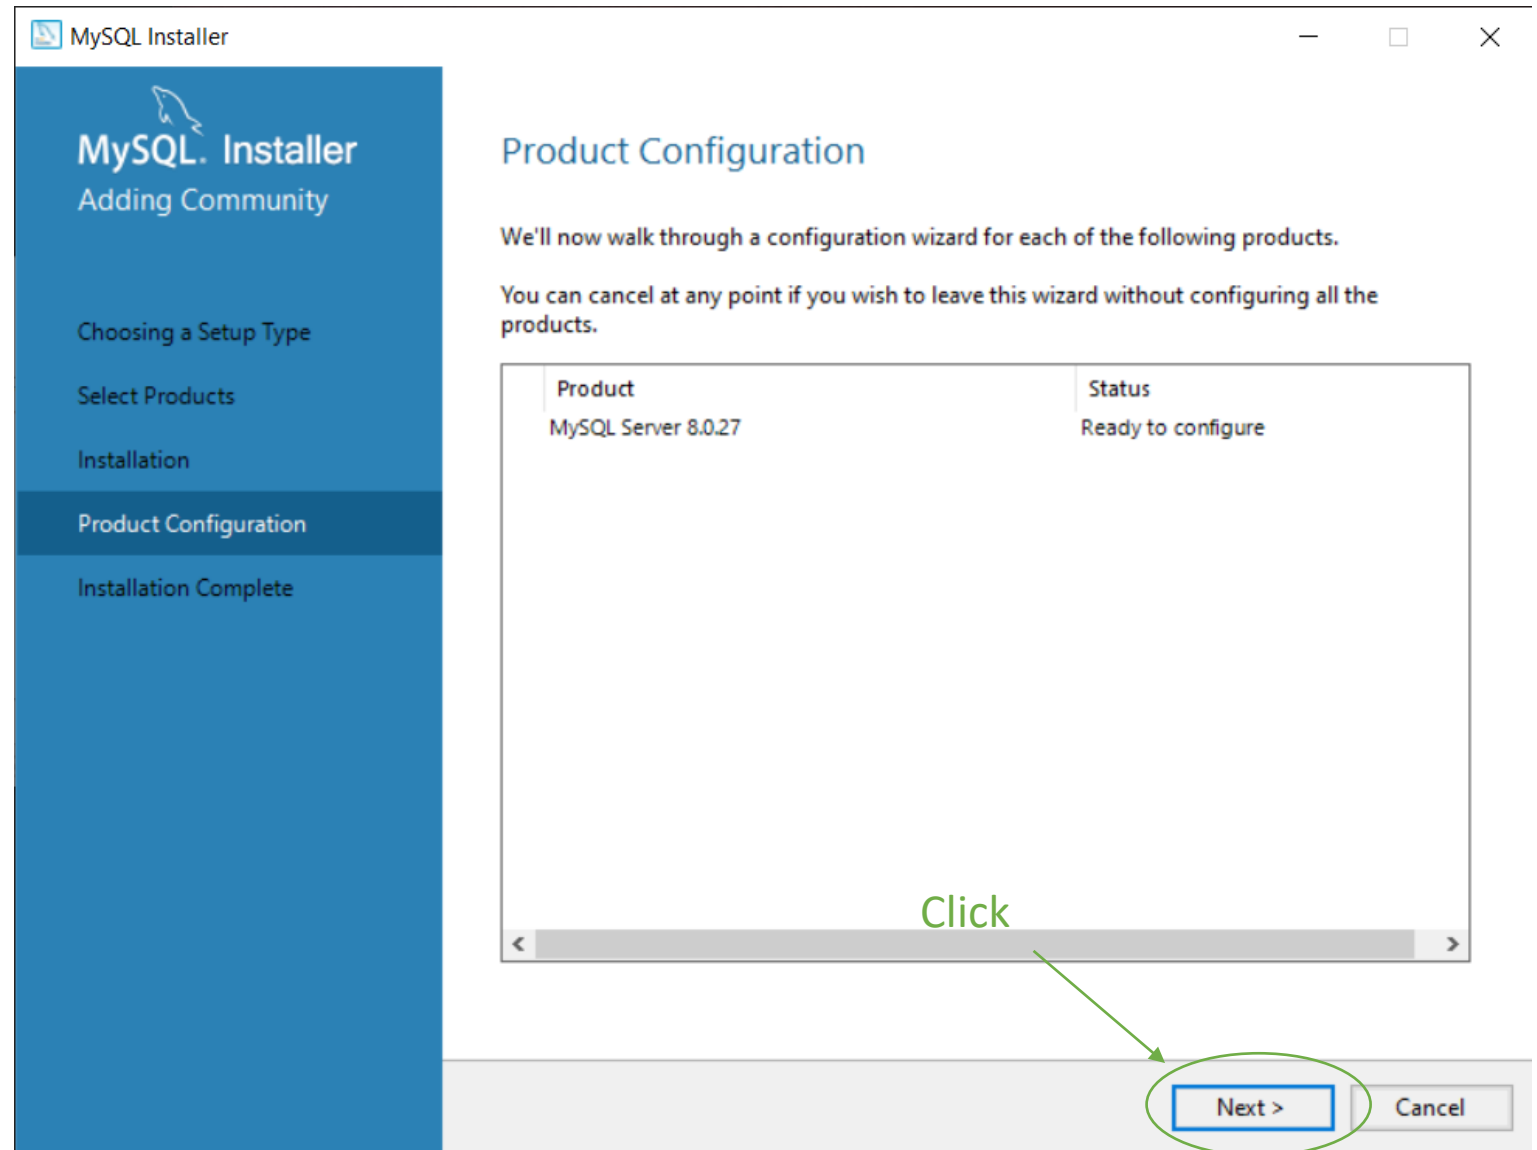 MySQL Installer
MySQL. Installer
Adding Community
Choosing a Setup Type
Select Products
Installation
Product Configuration
Installation Complete
Product Configuration
We'll now walk through a configuration wizard for each of the following products.
You can cancel at any point if you wish to leave this wizard without configuring all the
products.
Product Status
MySQL Server 8.0.27 Ready to configure
Click
Next > Cancel